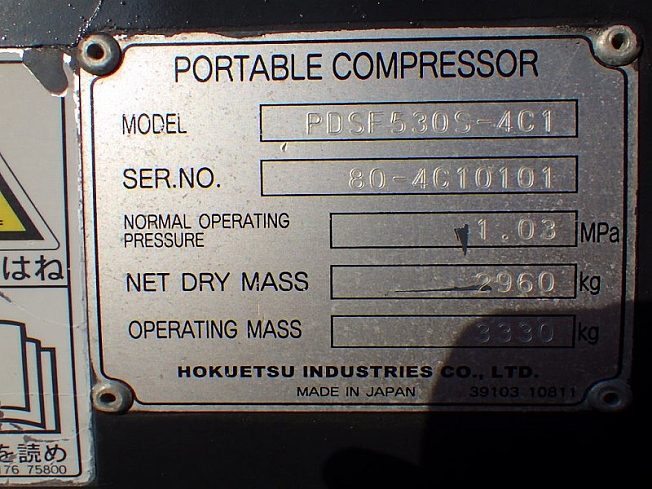 PORTABLE COMPRESSOR
MODEL PDSF530S-4C1
SER.NO. 80-4C10101
NORMAL OPERATING
PRESSURE 1.03 MPa
NET DRY MASS 2960 kg
OPERATING MASS 3330 kg
HOKUETSU INDUSTRIES CO., LTD.
MADE IN JAPAN 39103 10811
はね
を読め
176 75800